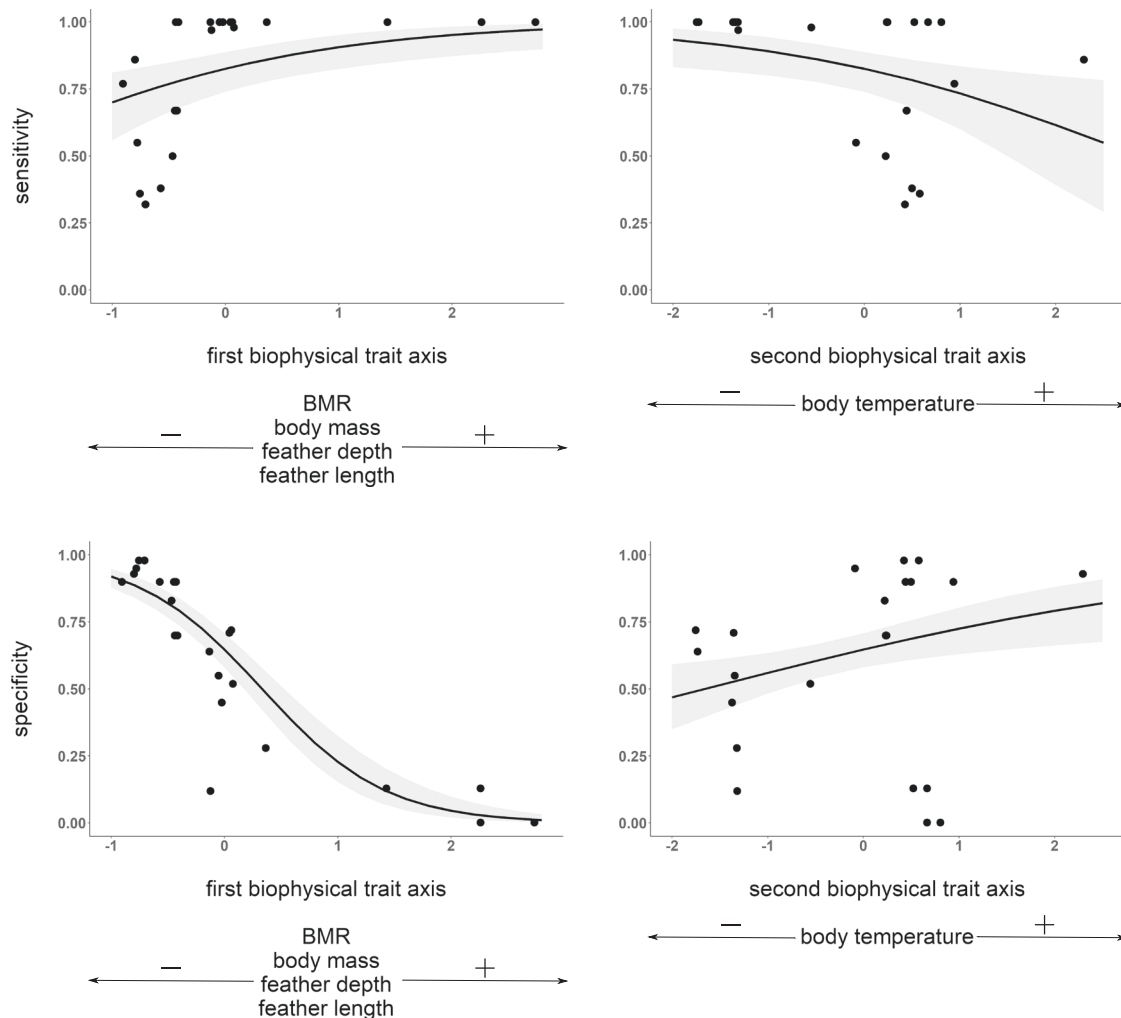 1.00
0.75
0.50
0.25
0.00
sensitivity
-1 0 1 2
first biophysical trait axis
BMR
body mass
− +
feather depth
feather length
1.00
0.75
0.50
0.25
0.00
-2 -1 0 1 2
second biophysical trait axis
− +
body temperature
1.00
0.75
0.50
0.25
0.00
specificity
-1 0 1 2
first biophysical trait axis
BMR
body mass
− +
feather depth
feather length
1.00
0.75
0.50
0.25
0.00
-2 -1 0 1 2
second biophysical trait axis
− +
body temperature